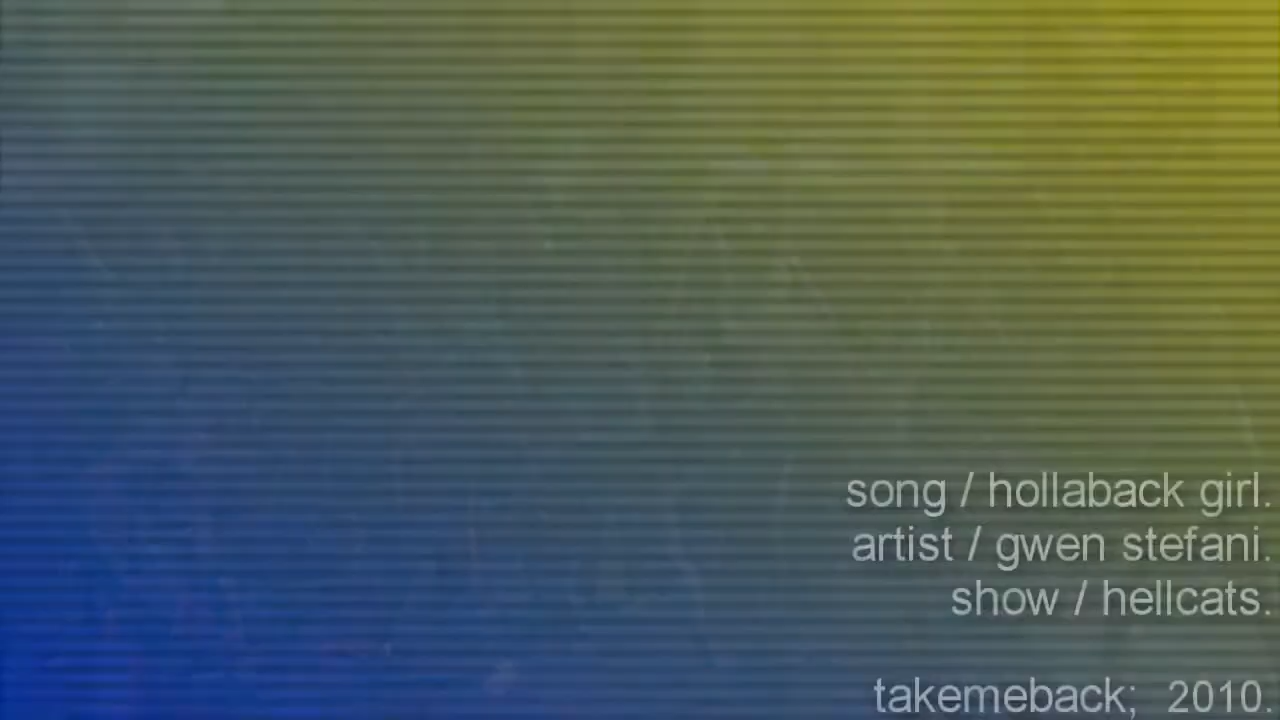 song / hollaback girl.
artist / gwen stefani.
show / hellcats.
takemeback; 2010.